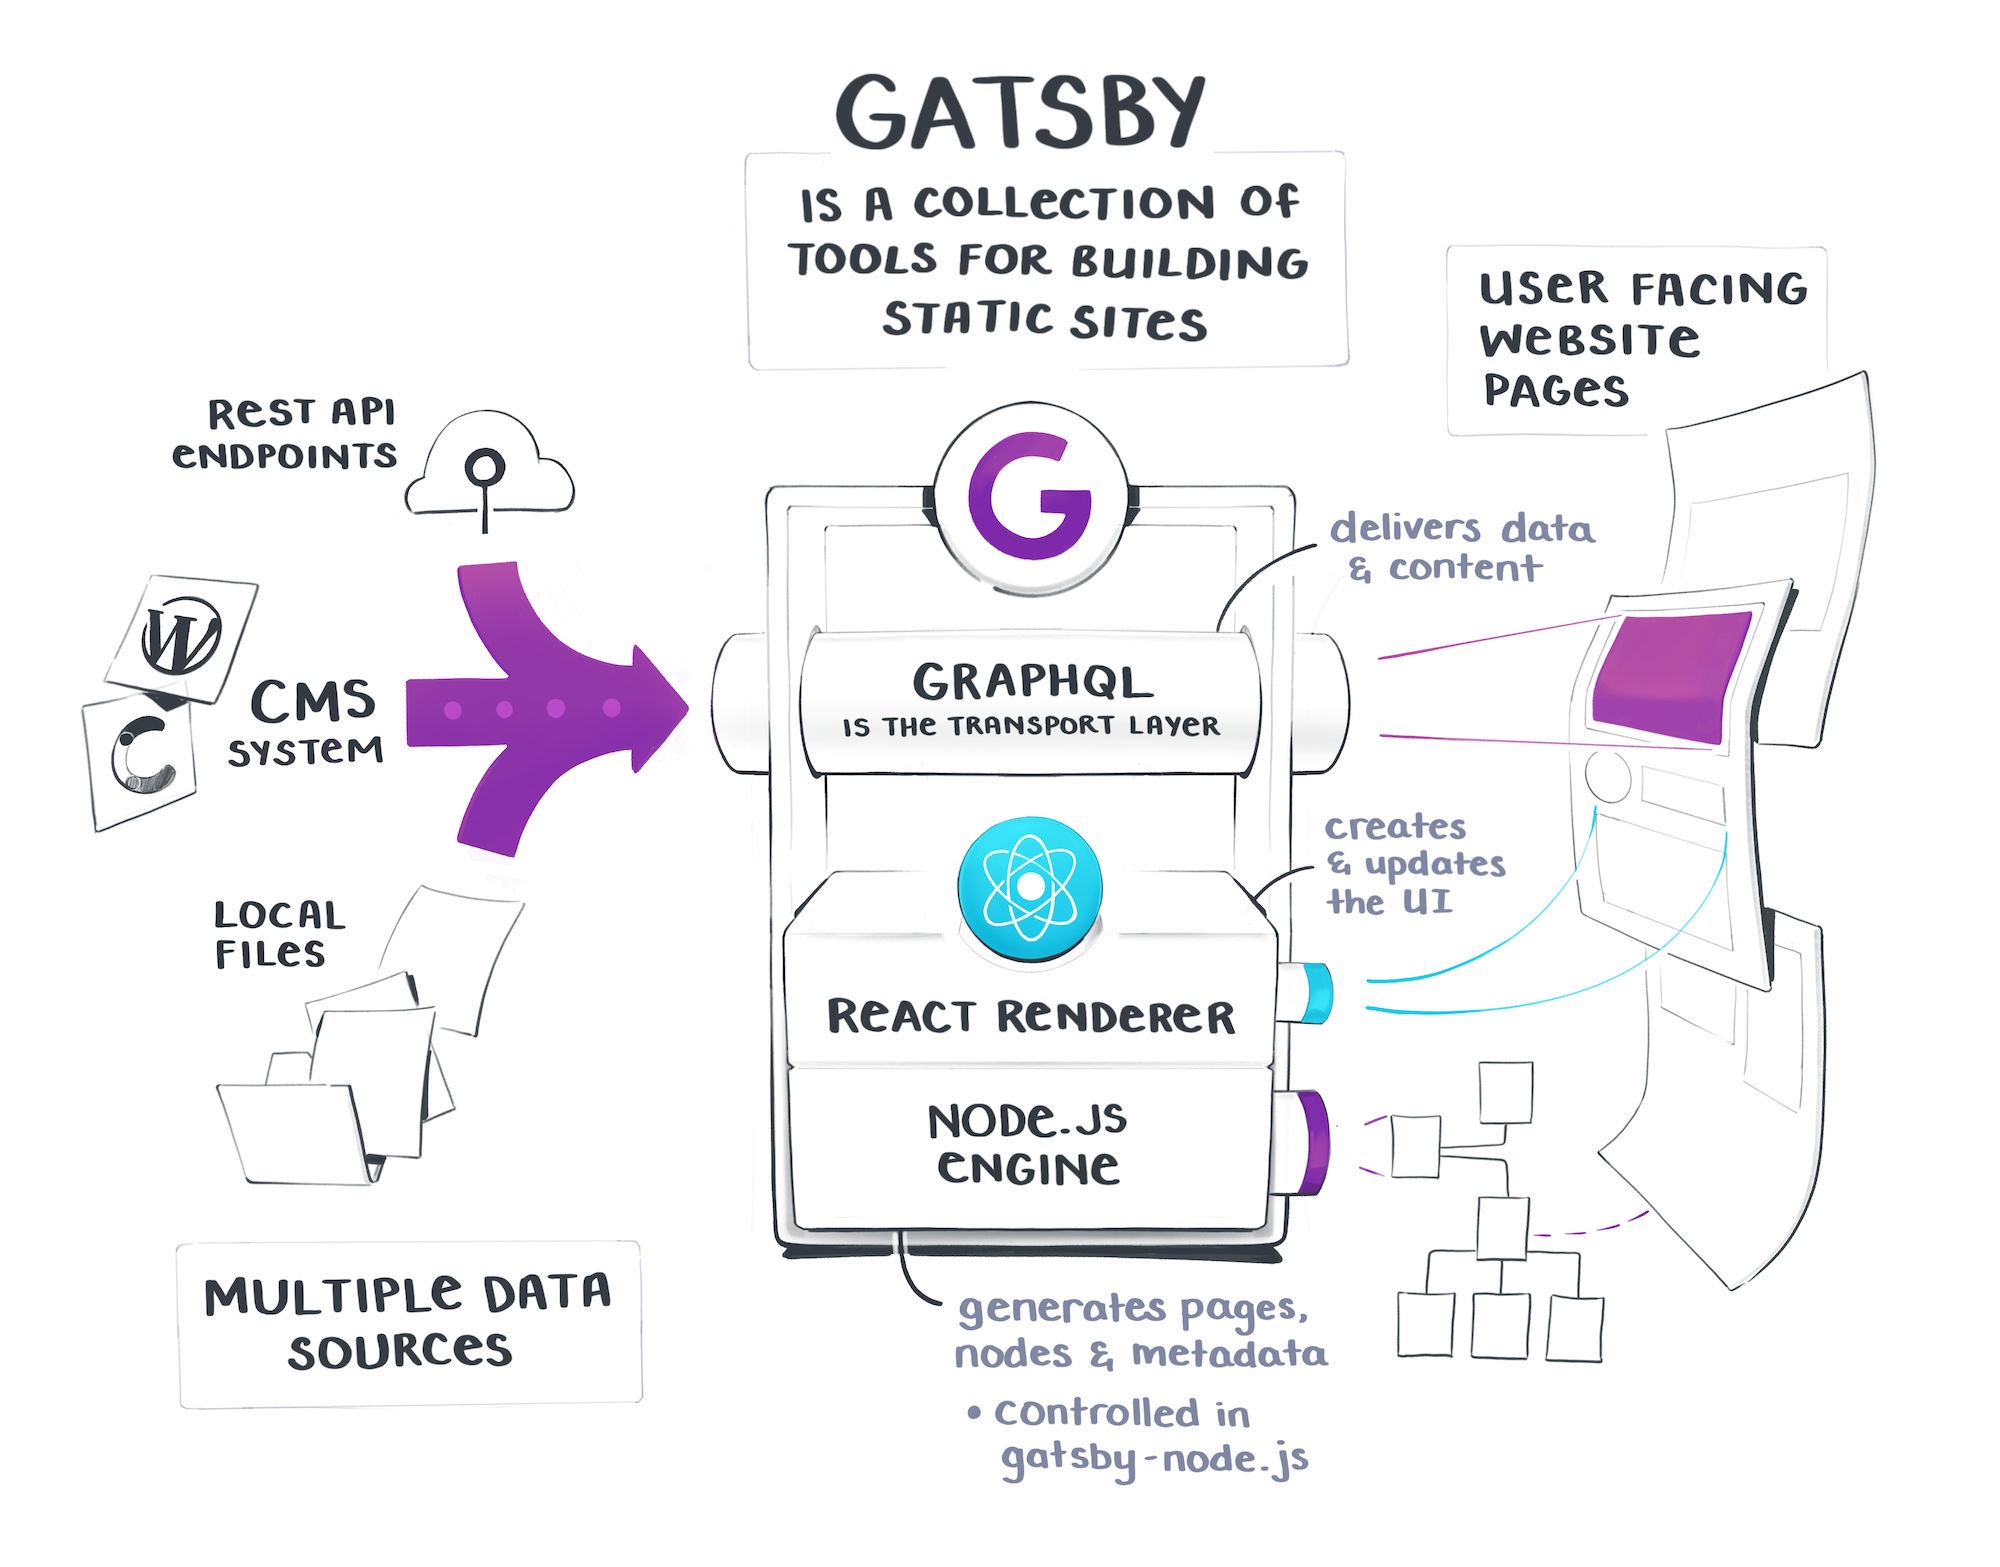 GATSBY
IS A COLLECTION OF
TOOLS FOR BUILDING
STATIC SITES
USER FACING
WEBSITE
PAGES
REST API
ENDPOINTS
CMS
SYSTEM
LOCAL
FILES
MULTIPLE DATA
SOURCES
GRAPHQL
IS THE TRANSPORT LAYER
delivers data
& content
creates
& updates
the UI
REACT RENDERER
NODE.JS
ENGINE
generates pages,
nodes & metadata
• controlled in
gatsby-node.js